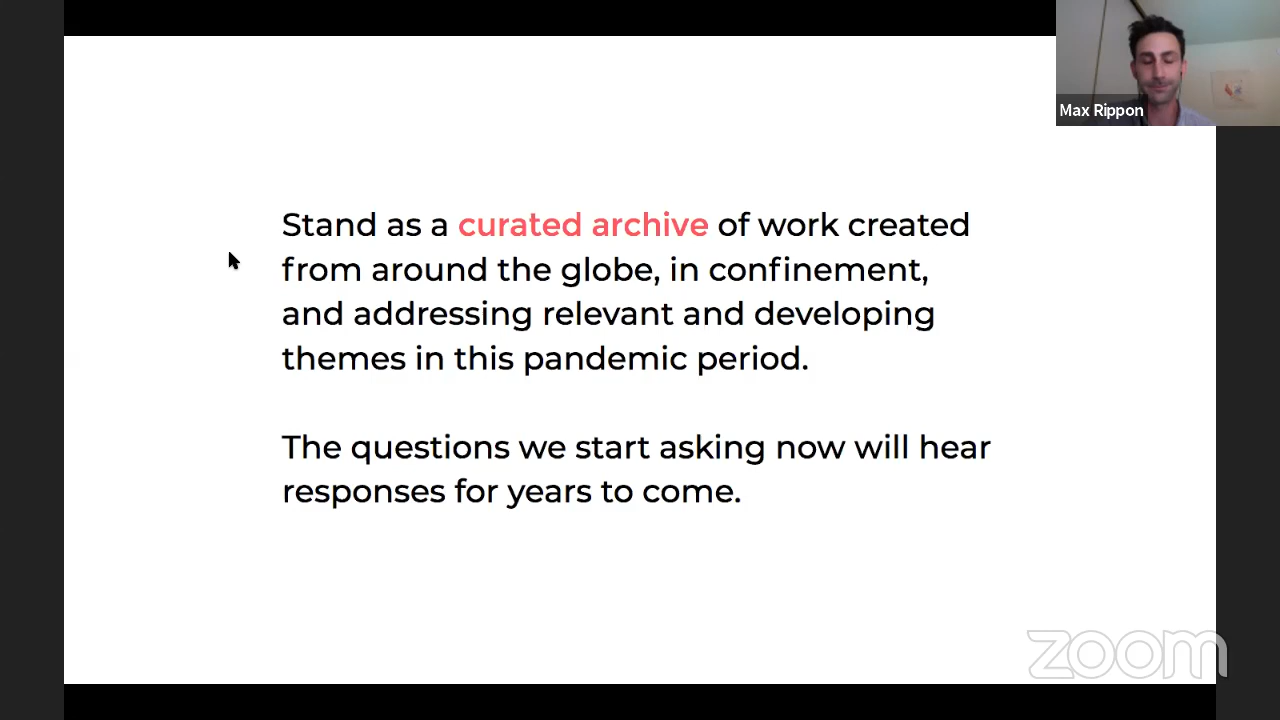 Max Rippon
Stand as a curated archive of work created
from around the globe, in confinement,
and addressing relevant and developing
themes in this pandemic period.
The questions we start asking now will hear
responses for years to come.
zoom